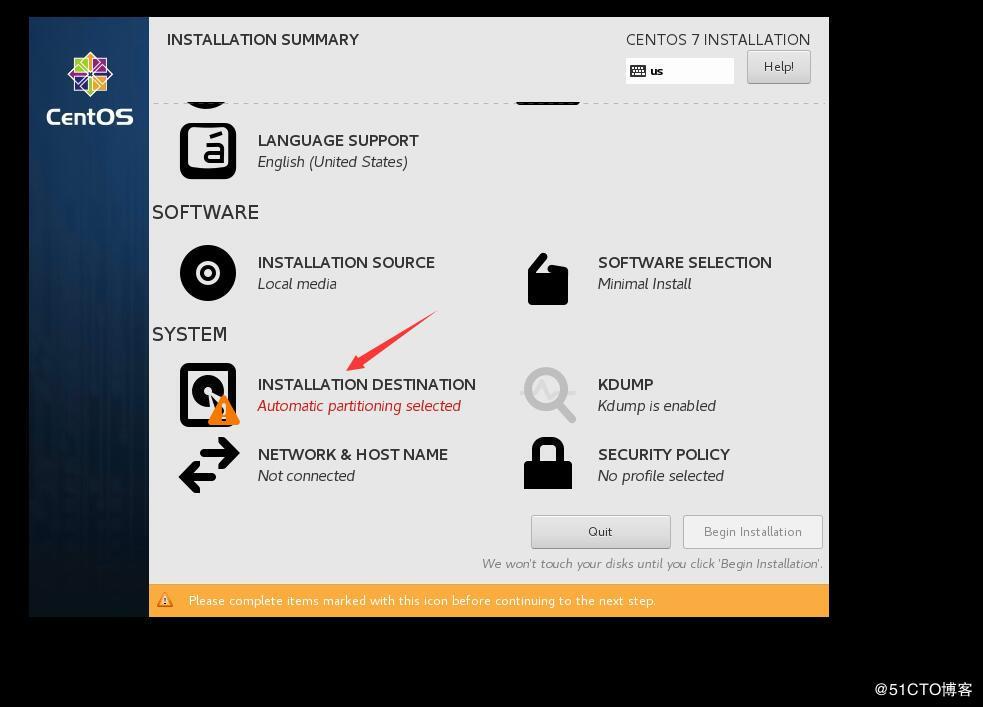 INSTALLATION SUMMARY
CENTOS 7 INSTALLATION
us
Help!
CentOS
á
LANGUAGE SUPPORT
English (United States)
SOFTWARE
INSTALLATION SOURCE
Local media
SOFTWARE SELECTION
Minimal Install
SYSTEM
INSTALLATION DESTINATION
Automatic partitioning selected
KDUMP
Kdump is enabled
NETWORK & HOST NAME
Not connected
SECURITY POLICY
No profile selected
Quit
Begin Installation
We won't touch your disks until you click 'Begin Installation'.
Please complete items marked with this icon before continuing to the next step.
@51CTO博客